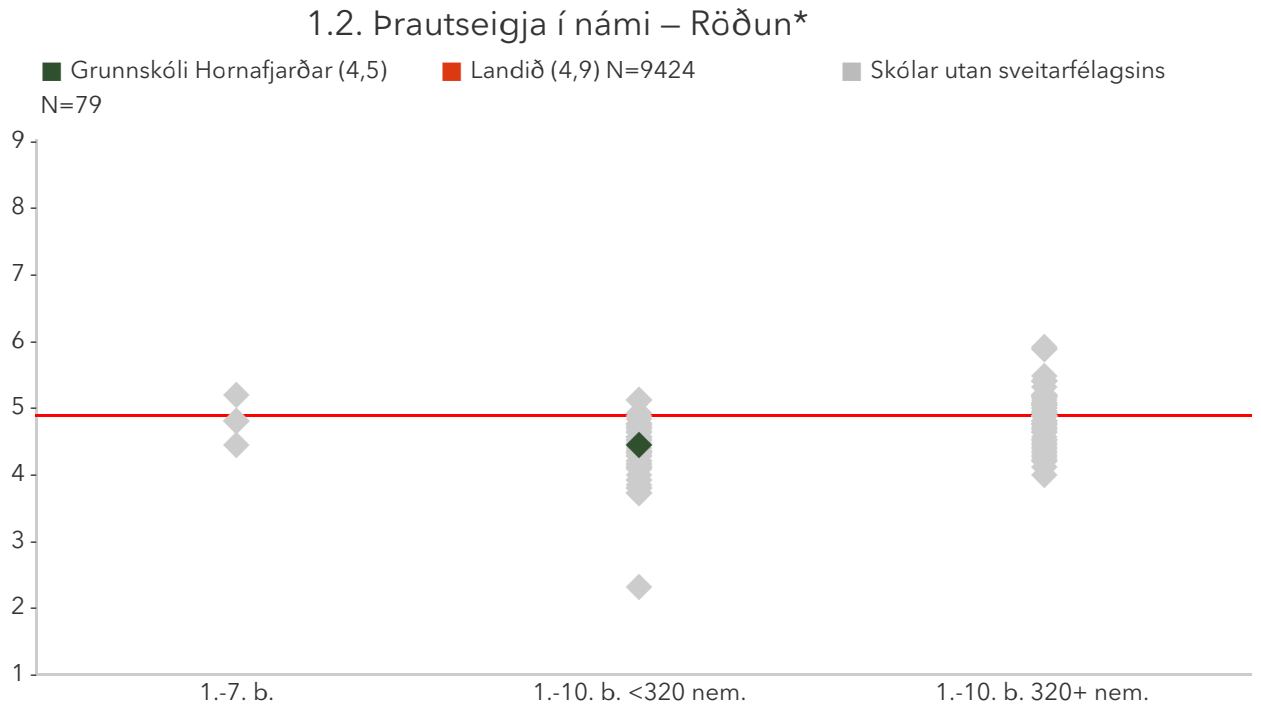 1.2. Þrautseigja í námi – Röðun*
Grunnskóli Hornafjarðar (4,5) Landið (4,9) N=9424 Skólar utan sveitarfélagsins
N=79
9
8
7
6
5
4
3
2
1
1.-7. b. 1.-10. b. <320 nem. 1.-10. b. 320+ nem.